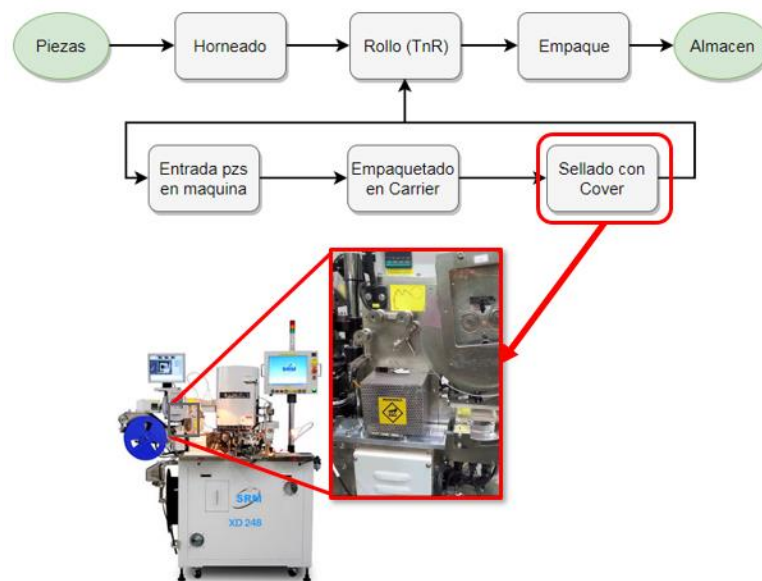 Piezas
Horneado
Rollo (TnR)
Empaque
Almacen
Entrada pzs
en maquina
Empaquetado
en Carrier
Sellado con
Cover
SRM
XD 248